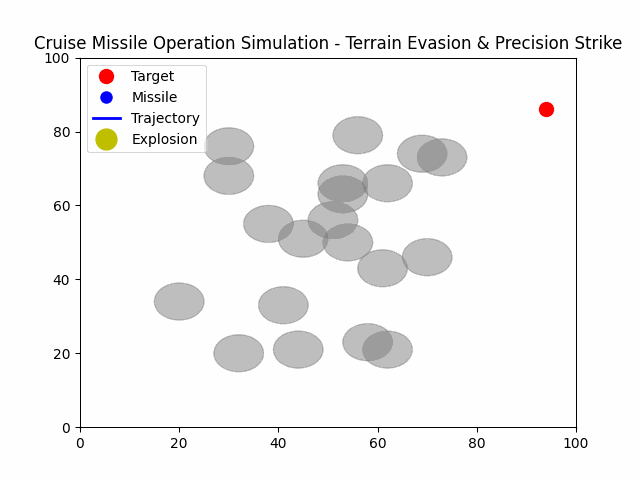 Cruise Missile Operation Simulation - Terrain Evasion & Precision Strike
100
80
60
40
20
0
Target
Missile
Trajectory
Explosion
0 20 40 60 80 100